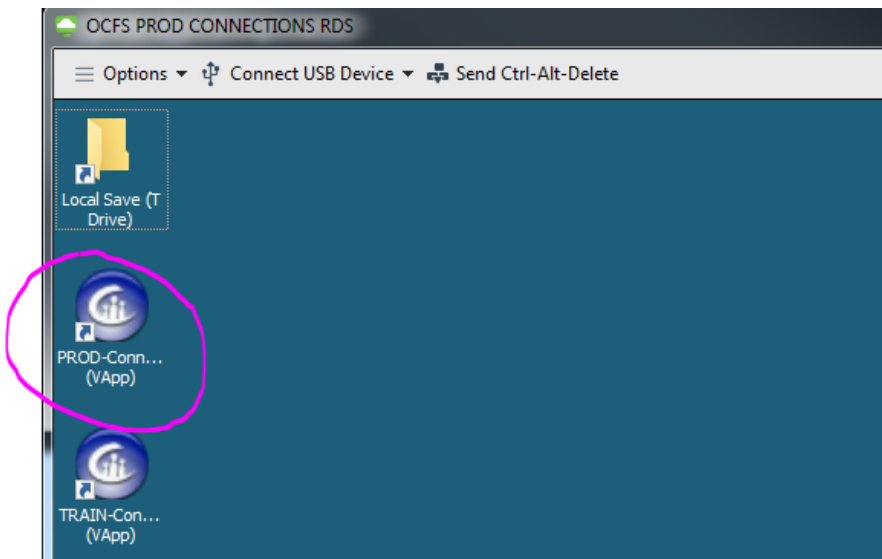 OCFS PROD CONNECTIONS RDS
Options Connect USB Device Send Ctrl-Alt-Delete
Local Save (T
Drive)
PROD-Conn...
(VApp)
TRAIN-Con...
(VApp)